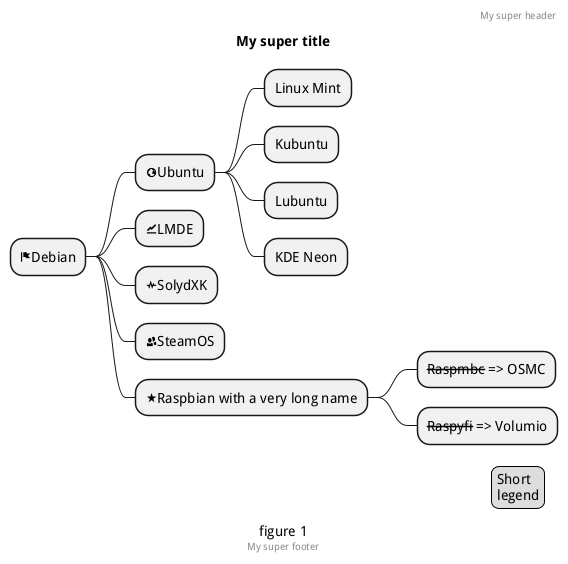 My super header
My super title
Linux Mint
Kubuntu
Ubuntu
Lubuntu
LMDE
KDE Neon
Debian
SolydXK
SteamOS
Raspmbc => OSMC
Raspbian with a very long name
Raspyfi => Volumio
Short
legend
figure 1
My super footer